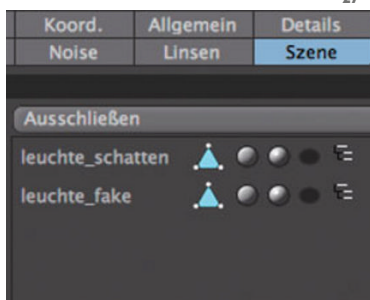 Koord. Allgemein Details
Noise Linsen Szene
Ausschließen
leuchte_schatten
leuchte_fake